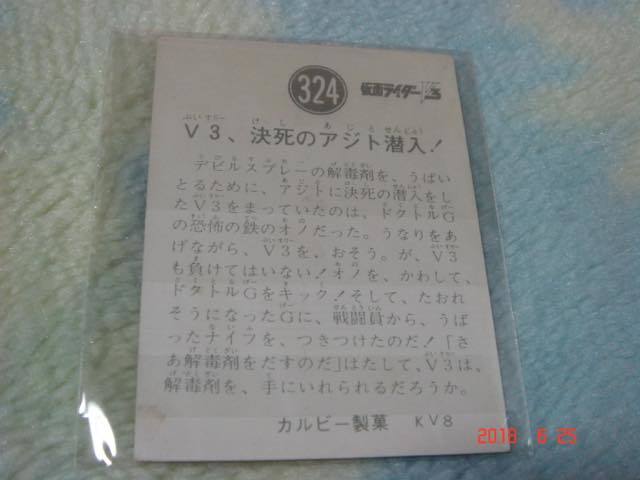 324
仮面ライダーV3
V3、決死のアジト潜入!
デビルスプレーの解毒剤を、うばい
とるために、アジトに決死の潜入をし
たV3をまっていたのは、ドクトルG
の恐怖の鉄のオノだった。うなりをあ
げながら、V3を、おそう。が、V3
も負けてはいない!オノを、かわして、
ドクトルGをキック!そして、たおれ
そうになったGに、戦闘員から、うば
ったナイフを、つきつけたのだ!「さ
あ解毒剤をだすのだ」はたして、V3は、
解毒剤を、手にいれられるだろうか。
カルビー製菓 KV8
2018 6 25